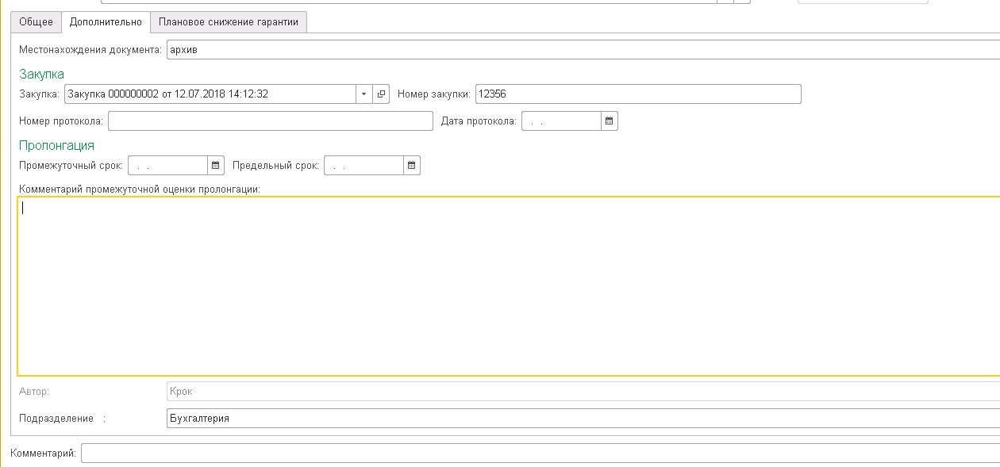 Общее Дополнительно Плановое снижение гарантии
Местонахождения документа: архив
Закупка
Закупка: Закупка 000000002 от 12.07.2018 14:12:32 Номер закупки: 12356
Номер протокола: Дата протокола: . .
Пролонгация
Промежуточный срок: . . Предельный срок: . .
Комментарий промежуточной оценки пролонгации:
Автор: Крок
Подразделение : Бухгалтерия
Комментарий: